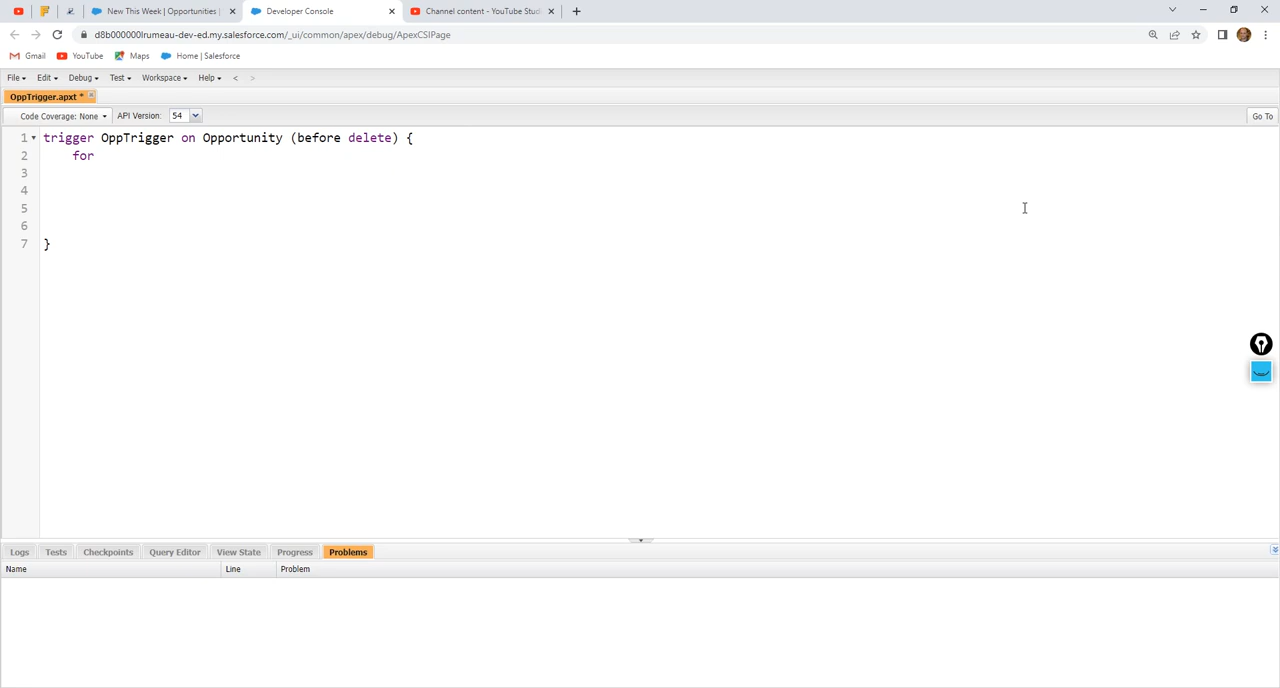 New This Week | Opportunities |
Developer Console
Channel content - YouTube Stud
d8b000000lrumeau-dev-ed.my.salesforce.com/_ui/common/apex/debug/ApexCSIPage
Gmail YouTube Maps Home | Salesforce
File Edit Debug Test Workspace Help < >
OppTrigger.apxt *
Code Coverage: None API Version: 54 Go To
1 trigger OppTrigger on Opportunity (before delete) {
2 for
3
4
5
6
7 }
Logs Tests Checkpoints Query Editor View State Progress Problems
Name Line Problem